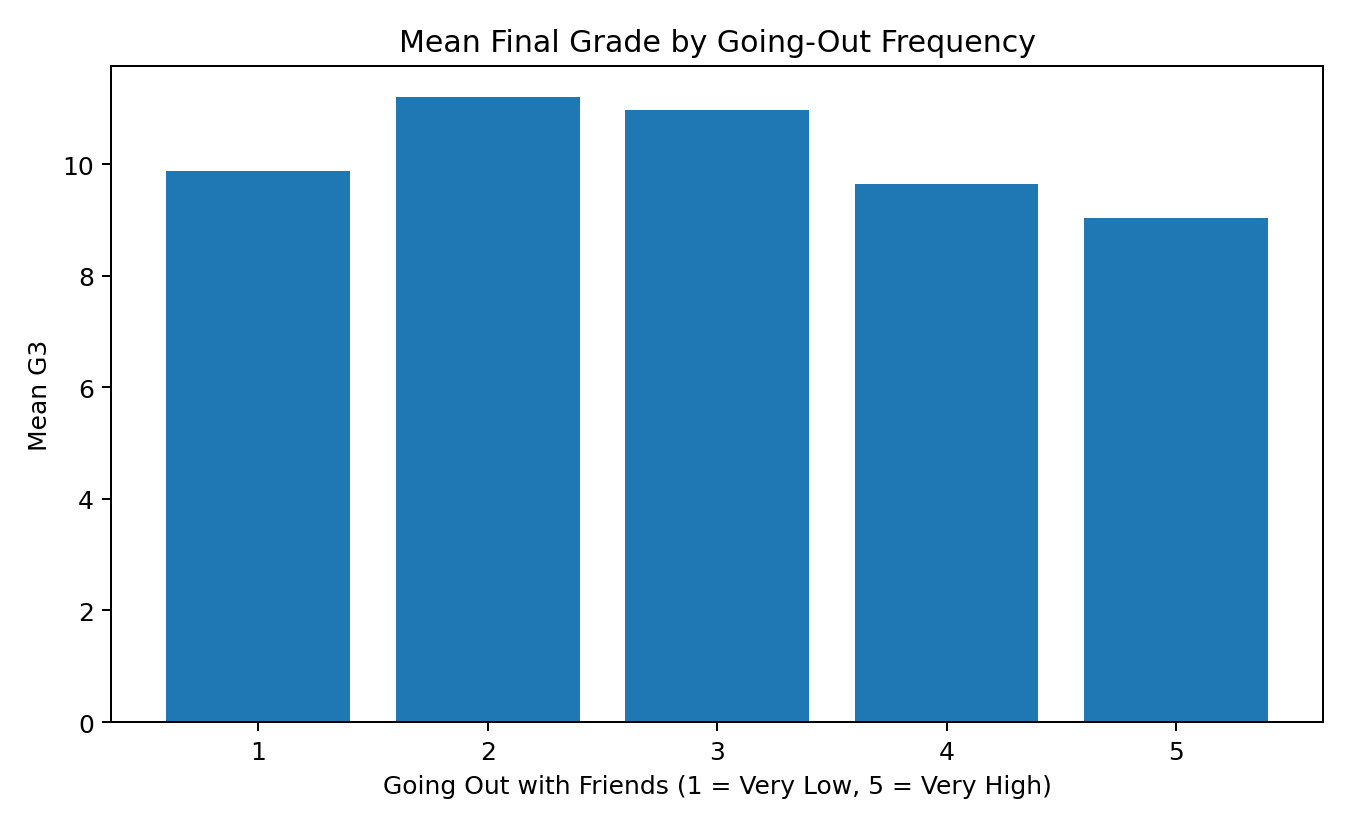 Mean Final Grade by Going-Out Frequency
Mean G3
10
8
6
4
2
0
1 2 3 4 5
Going Out with Friends (1 = Very Low, 5 = Very High)